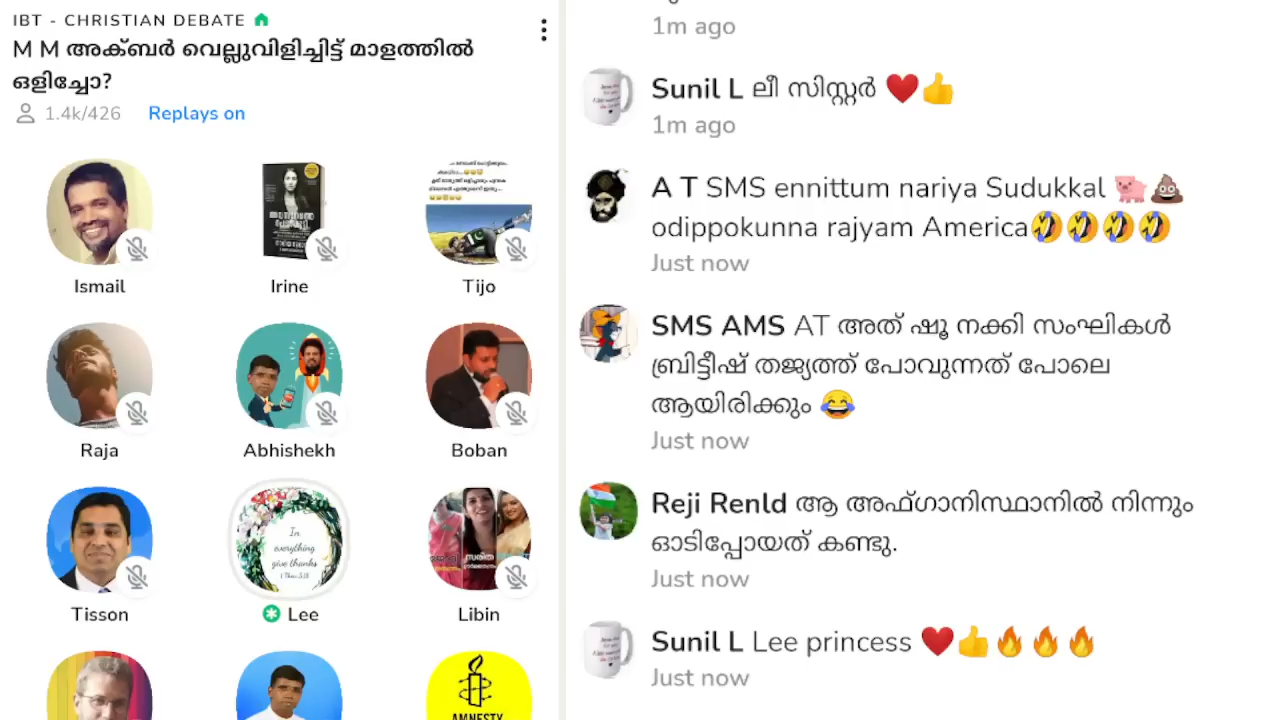 IBT - CHRISTIAN DEBATE
M M അക്ബർ വെല്ലുവിളിച്ചിട്ട് മാളത്തിൽ
ഒളിച്ചോ?
1.4k/426 Replays on
Ismail
Irine
Tijo
Raja
Abhishekh
Boban
In
everything
give thanks
സരിത
Tisson
Lee
Libin
AMNESTY
1m ago
Sunil L ലീ സിസ്റ്റർ ❤️👍
1m ago
A T SMS ennittum nariya Sudukkal 🐷💩
odippokunna rajyam America🤣🤣🤣🤣
Just now
SMS AMS AT അത് ഷൂ നക്കി സംഘികൾ
ബ്രിട്ടീഷ് തജ്യത്ത് പോവുന്നത് പോലെ
ആയിരിക്കും 😂
Just now
Reji Renld ആ അഫ്ഗാനിസ്ഥാനിൽ നിന്നും
ഓടിപ്പോയത് കണ്ടു.
Just now
Sunil L Lee princess ❤️👍🔥🔥🔥
Just now